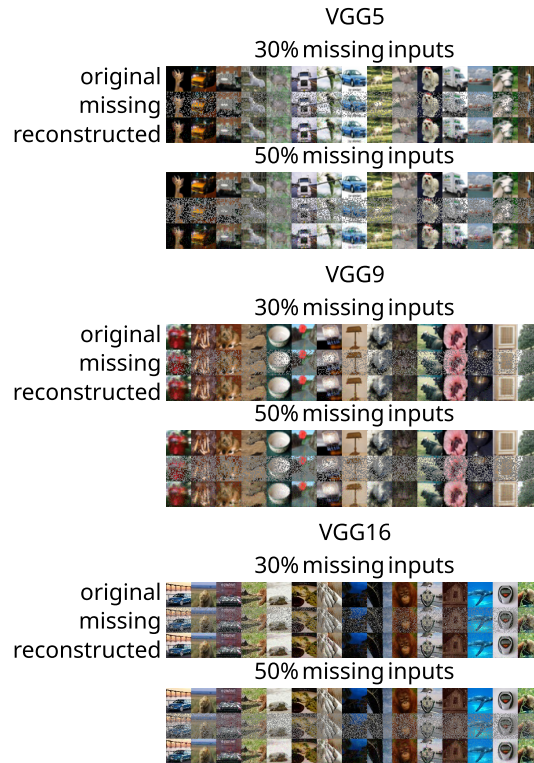 VGG5
30% missing inputs
original
missing
reconstructed
50% missing inputs
VGG9
30% missing inputs
original
missing
reconstructed
50% missing inputs
VGG16
30% missing inputs
original
missing
reconstructed
50% missing inputs